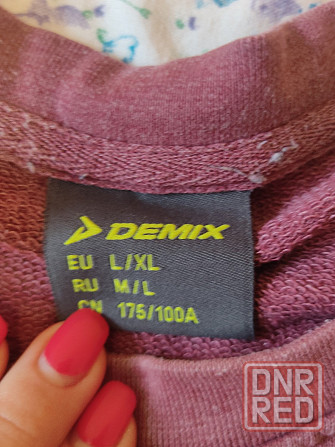 DEMIX
EU L/XL
RU M/L
CN 175/100A
DNR
RED